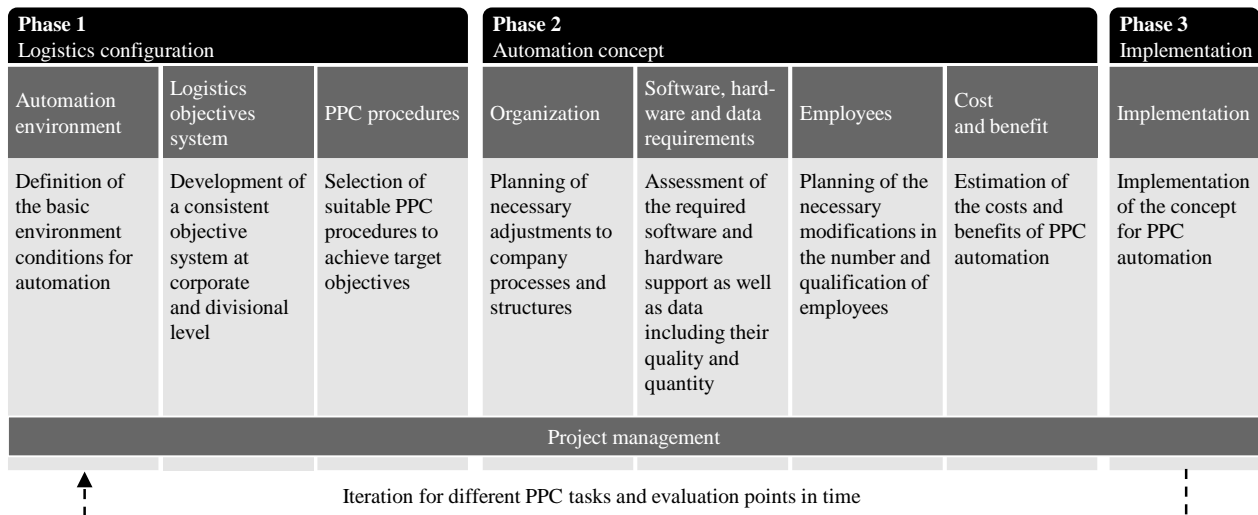 Phase 1
Logistics configuration
Phase 2
Automation concept
Phase 3
Implementation
Automation
environment
Logistics
objectives
system
PPC procedures
Organization
Software, hard-
ware and data
requirements
Employees
Cost
and benefit
Implementation
Definition of
the basic
environment
conditions for
automation
Development of
a consistent
objective
system at
corporate
and divisional
level
Selection of
suitable PPC
procedures to
achieve target
objectives
Planning of
necessary
adjustments to
company
processes and
structures
Assessment of
the required
software and
hardware
support as well
as data
including their
quality and
quantity
Planning of the
necessary
modifications in
the number and
qualification of
employees
Estimation of
the costs and
benefits of PPC
automation
Implementation
of the concept
for PPC
automation
Project management
Iteration for different PPC tasks and evaluation points in time